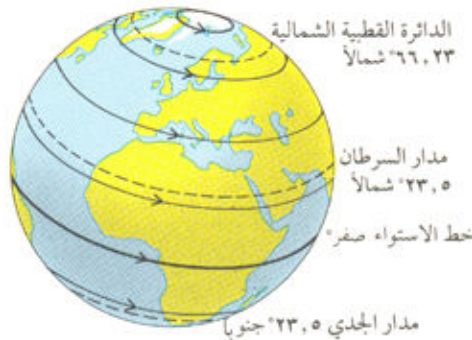 الدائرة القطبية الشمالية
٦٦,٢٣° شمالاً
مدار السرطان
٢٣,٥° شمالاً
خط الاستواء صفر°
مدار الجدي ٢٣,٥° جنوباً